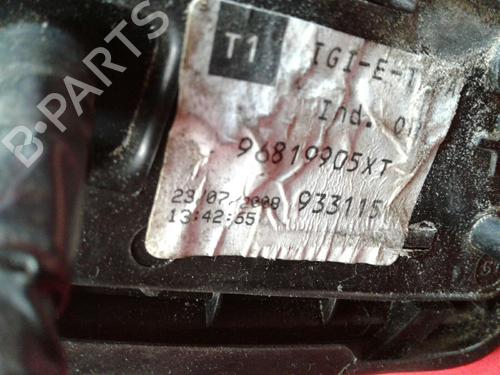 B-PARTS
T1
IGI-E-T
Ind. 0
96819905XT
23/07/2008 933115
13:42:55